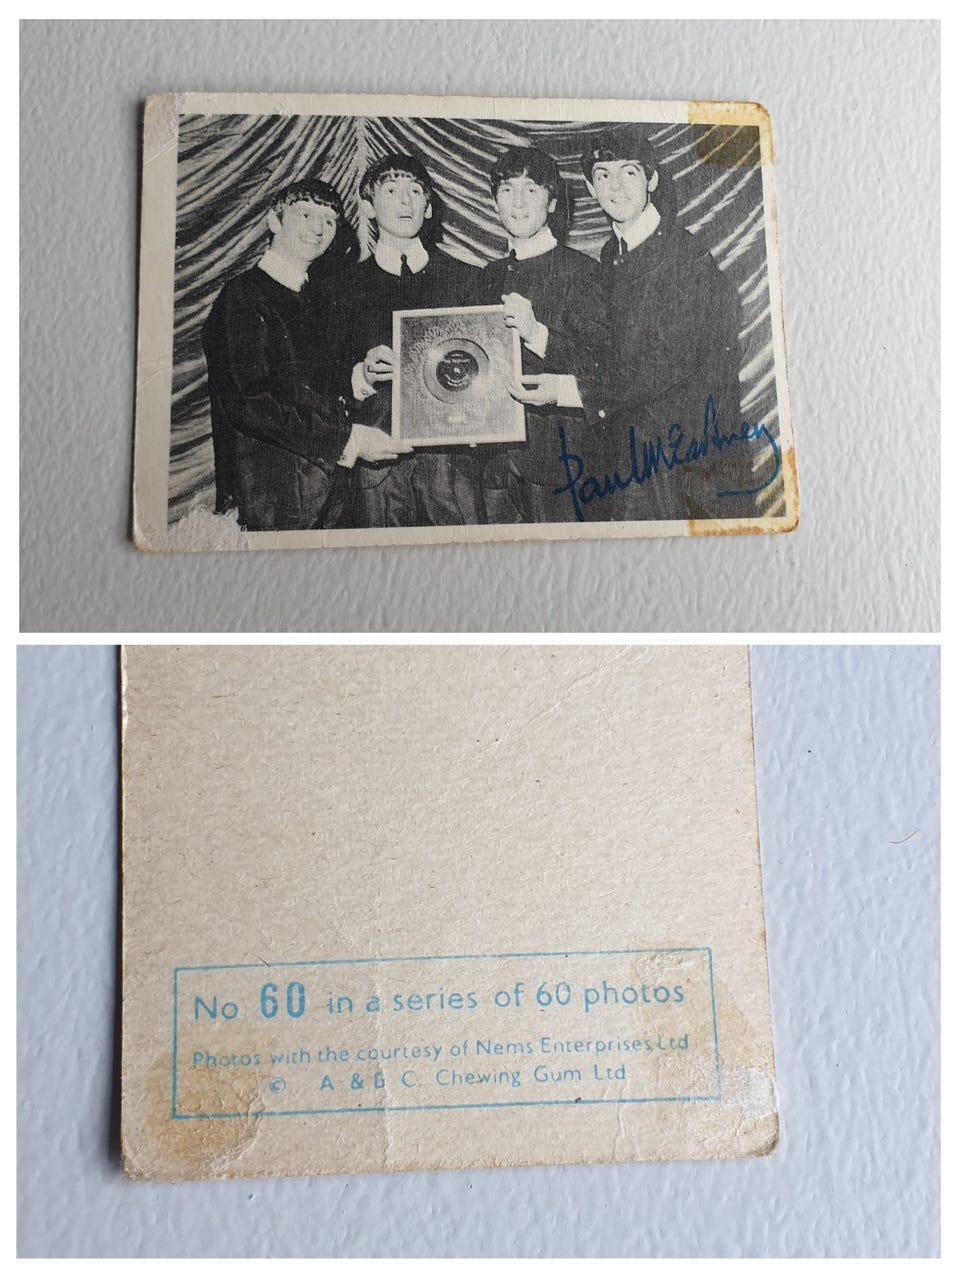 Paul McCartney
No 60 in a series of 60 photos
Photos with the courtesy of Nems Enterprises Ltd
© A & B C. Chewing Gum Ltd